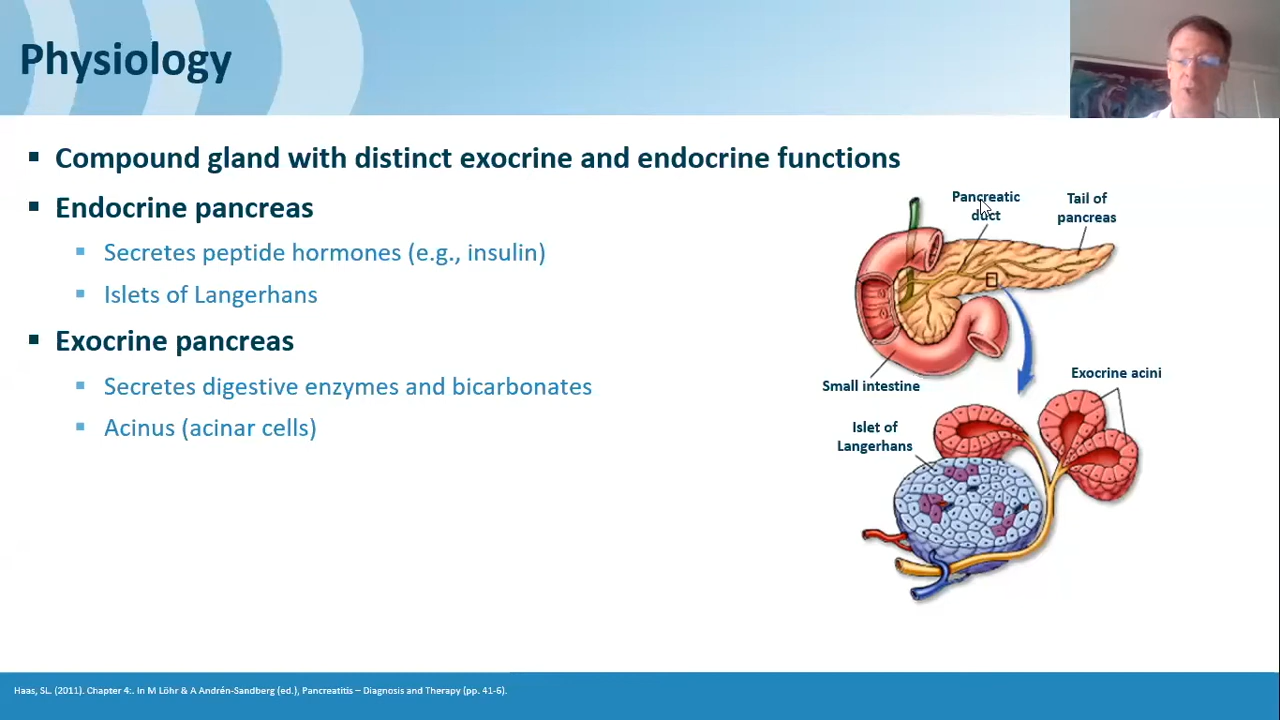 Physiology
Compound gland with distinct exocrine and endocrine functions
Endocrine pancreas
Secretes peptide hormones (e.g., insulin)
Islets of Langerhans
Exocrine pancreas
Secretes digestive enzymes and bicarbonates
Acinus (acinar cells)
Pancreatic
duct
Tail of
pancreas
Small intestine
Exocrine acini
Islet of
Langerhans
Haas, SL. (2011). Chapter 4:. In M Löhr & A Andrén-Sandberg (ed.), Pancreatitis – Diagnosis and Therapy (pp. 41-6).